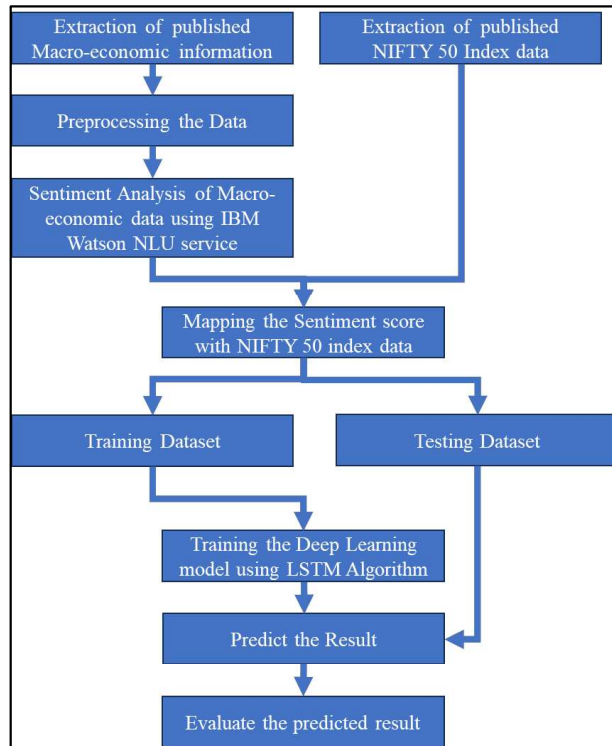 Extraction of published
Macro-economic information
Extraction of published
NIFTY 50 Index data
Preprocessing the Data
Sentiment Analysis of Macro-
economic data using IBM
Watson NLU service
Mapping the Sentiment score
with NIFTY 50 index data
Training Dataset
Testing Dataset
Training the Deep Learning
model using LSTM Algorithm
Predict the Result
Evaluate the predicted result